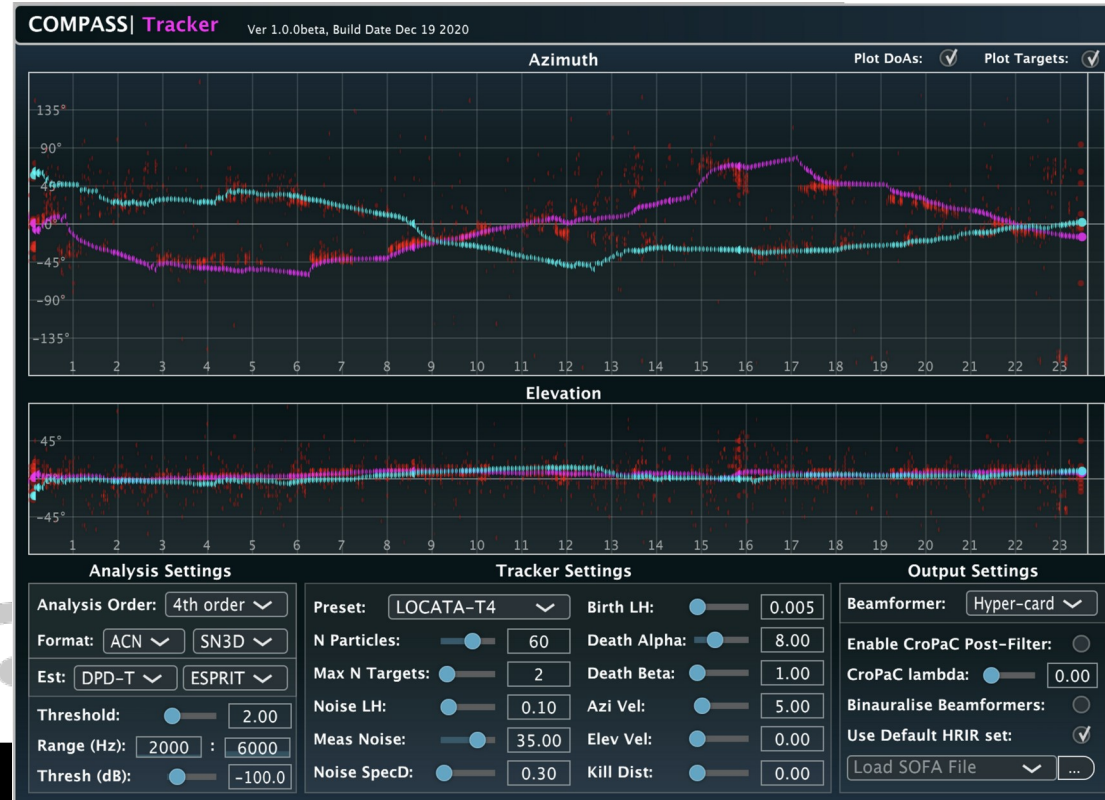 COMPASS| Tracker Ver 1.0.0beta, Build Date Dec 19 2020
Azimuth Plot DoAs: Plot Targets:
135°
90°
45°
0°
-45°
-90°
-135°
1 2 3 4 5 6 7 8 9 10 11 12 13 14 15 16 17 18 19 20 21 22 23
Elevation
45°
0°
-45°
1 2 3 4 5 6 7 8 9 10 11 12 13 14 15 16 17 18 19 20 21 22 23
Analysis Settings
Analysis Order: 4th order
Format: ACN SN3D
Est: DPD-T ESPRIT
Threshold: 2.00
Range (Hz): 2000 : 6000
Thresh (dB): -100.0
Tracker Settings
Preset: LOCATA-T4 Birth LH: 0.005
N Particles: 60 Death Alpha: 8.00
Max N Targets: 2 Death Beta: 1.00
Noise LH: 0.10 Azi Vel: 5.00
Meas Noise: 35.00 Elev Vel: 0.00
Noise SpecD: 0.30 Kill Dist: 0.00
Output Settings
Beamformer: Hyper-card
Enable CroPaC Post-Filter:
CroPaC lambda: 0.00
Binauralise Beamformers:
Use Default HRIR set:
Load SOFA File ...